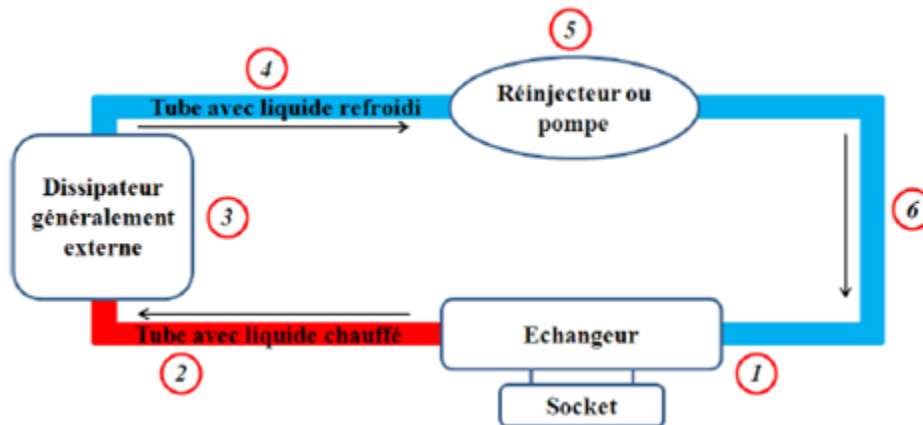 5
4
Tube avec liquide refroidi
Réinjecteur ou
pompe
Dissipateur
généralement
externe
3
6
Tube avec liquide chauffé
Echangeur
2
1
Socket